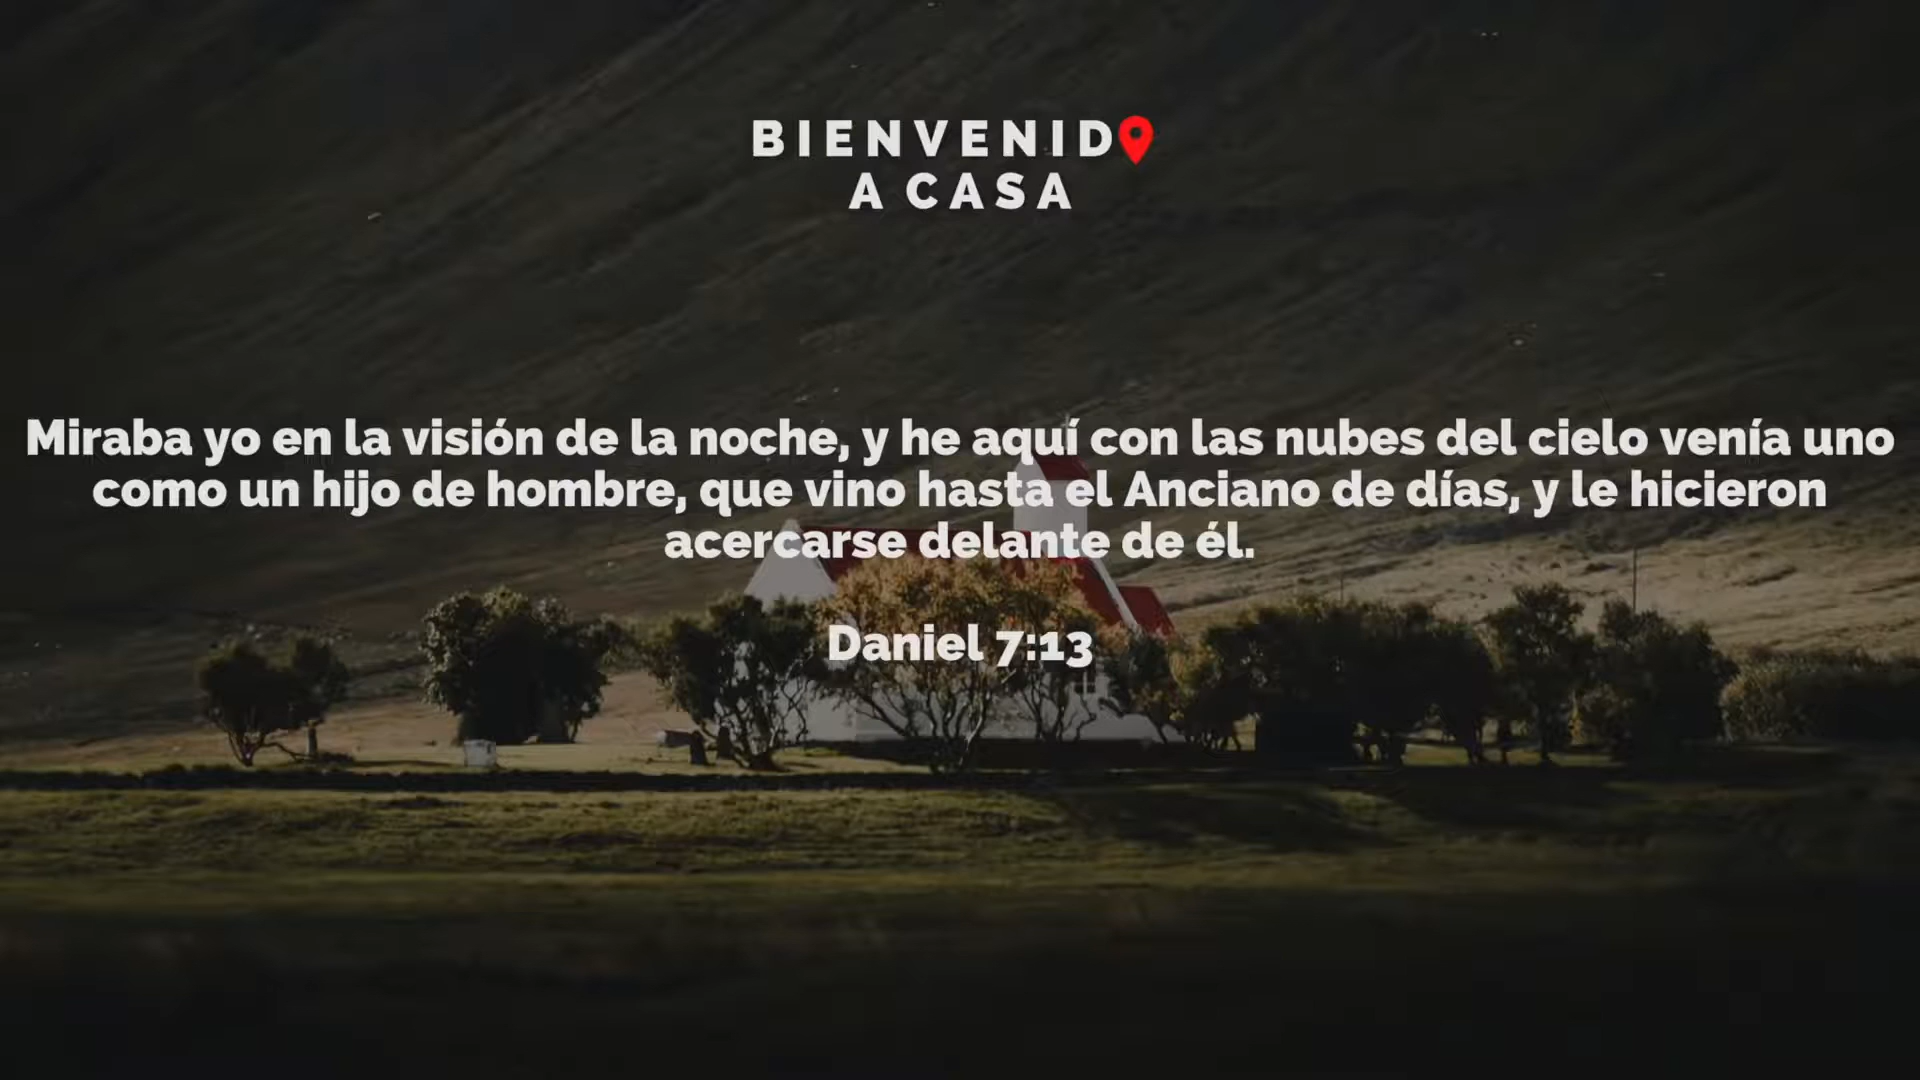 BIENVENIDO
A CASA
Miraba yo en la visión de la noche, y he aquí con las nubes del cielo venía uno
como un hijo de hombre, que vino hasta el Anciano de días, y le hicieron
acercarse delante de él.
Daniel 7:13